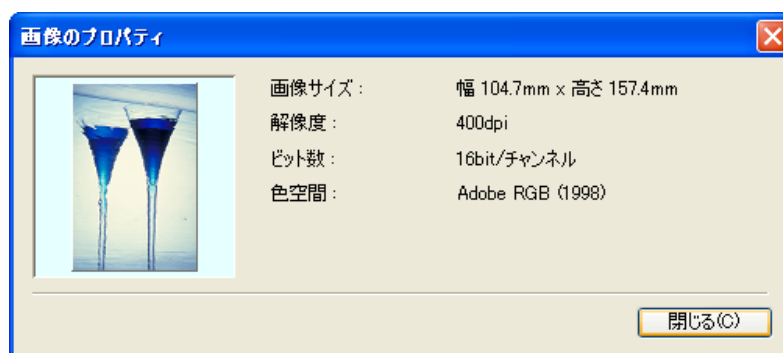 画像のプロパティ
画像サイズ： 幅 104.7mm x 高さ 157.4mm
解像度： 400dpi
ビット数： 16bit/チャンネル
色空間： Adobe RGB (1998)
閉じる(C)